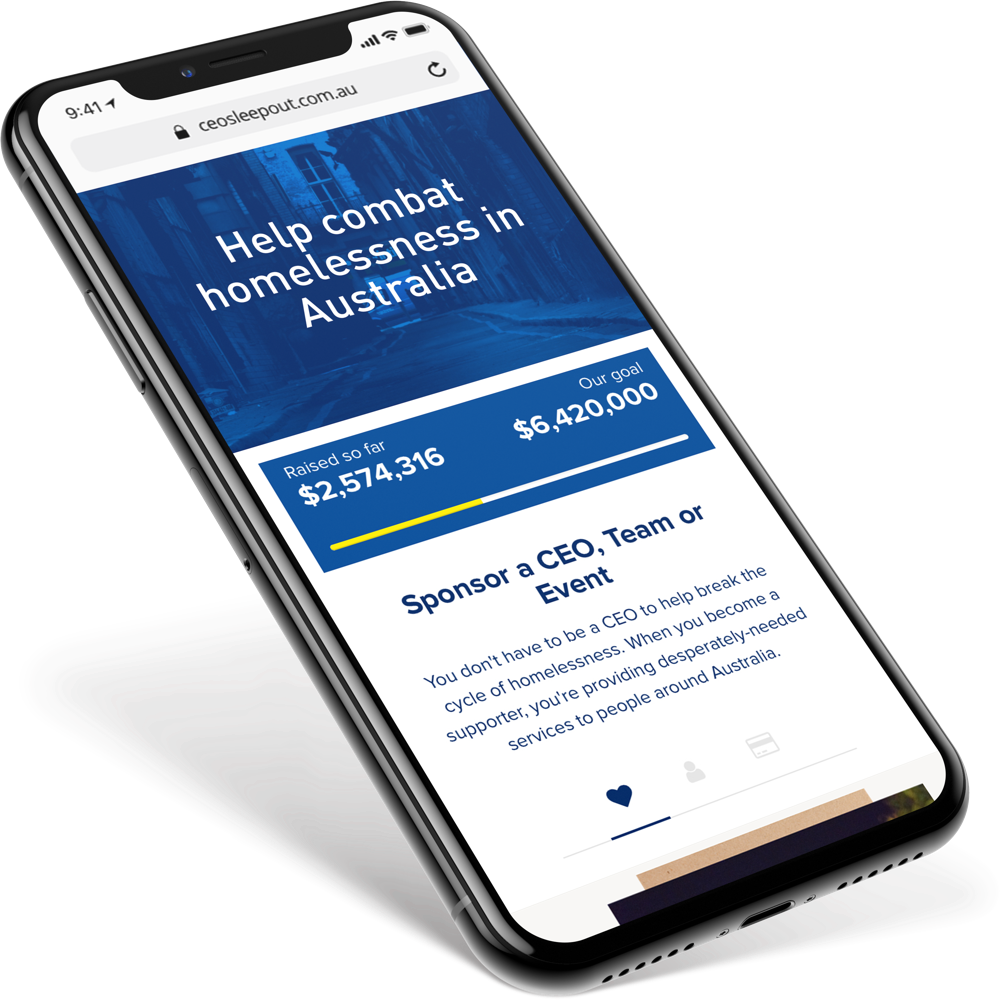 9:41
ceosleepout.com.au
Help combat
homelessness in
Australia
Raised so far
$2,574,316
Our goal
$6,420,000
Sponsor a CEO, Team or
Event
You don't have to be a CEO to help break the
cycle of homelessness. When you become a
supporter, you're providing desperately-needed
services to people around Australia.